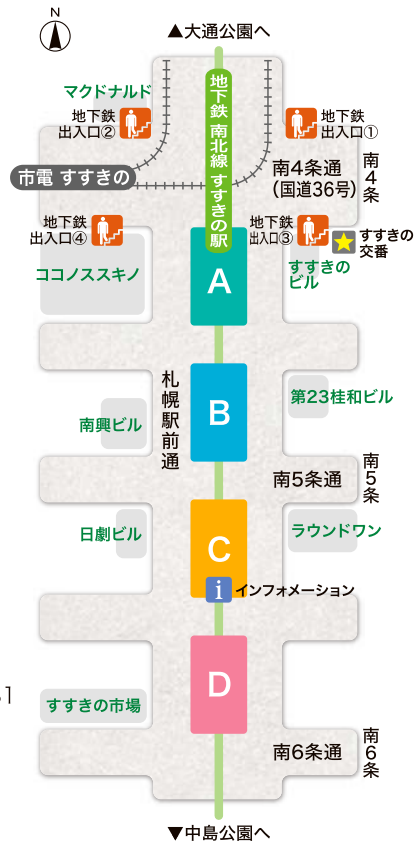 N
▲大通公園へ
マクドナルド
地下鉄
出入口②
地下鉄 南北線 すすきの駅
地下鉄
出入口①
市電 すすきの
南4条通
(国道36号)
南4条
地下鉄
出入口④
地下鉄
出入口③
すすきの
交番
ココノススキノ
A
すすきの
ビル
札幌駅前通
B
第23桂和ビル
南興ビル
南5条通
南5条
日劇ビル
C
ラウンドワン
i
インフォメーション
D
1
すすきの市場
南6条通
南6条
▼中島公園へ